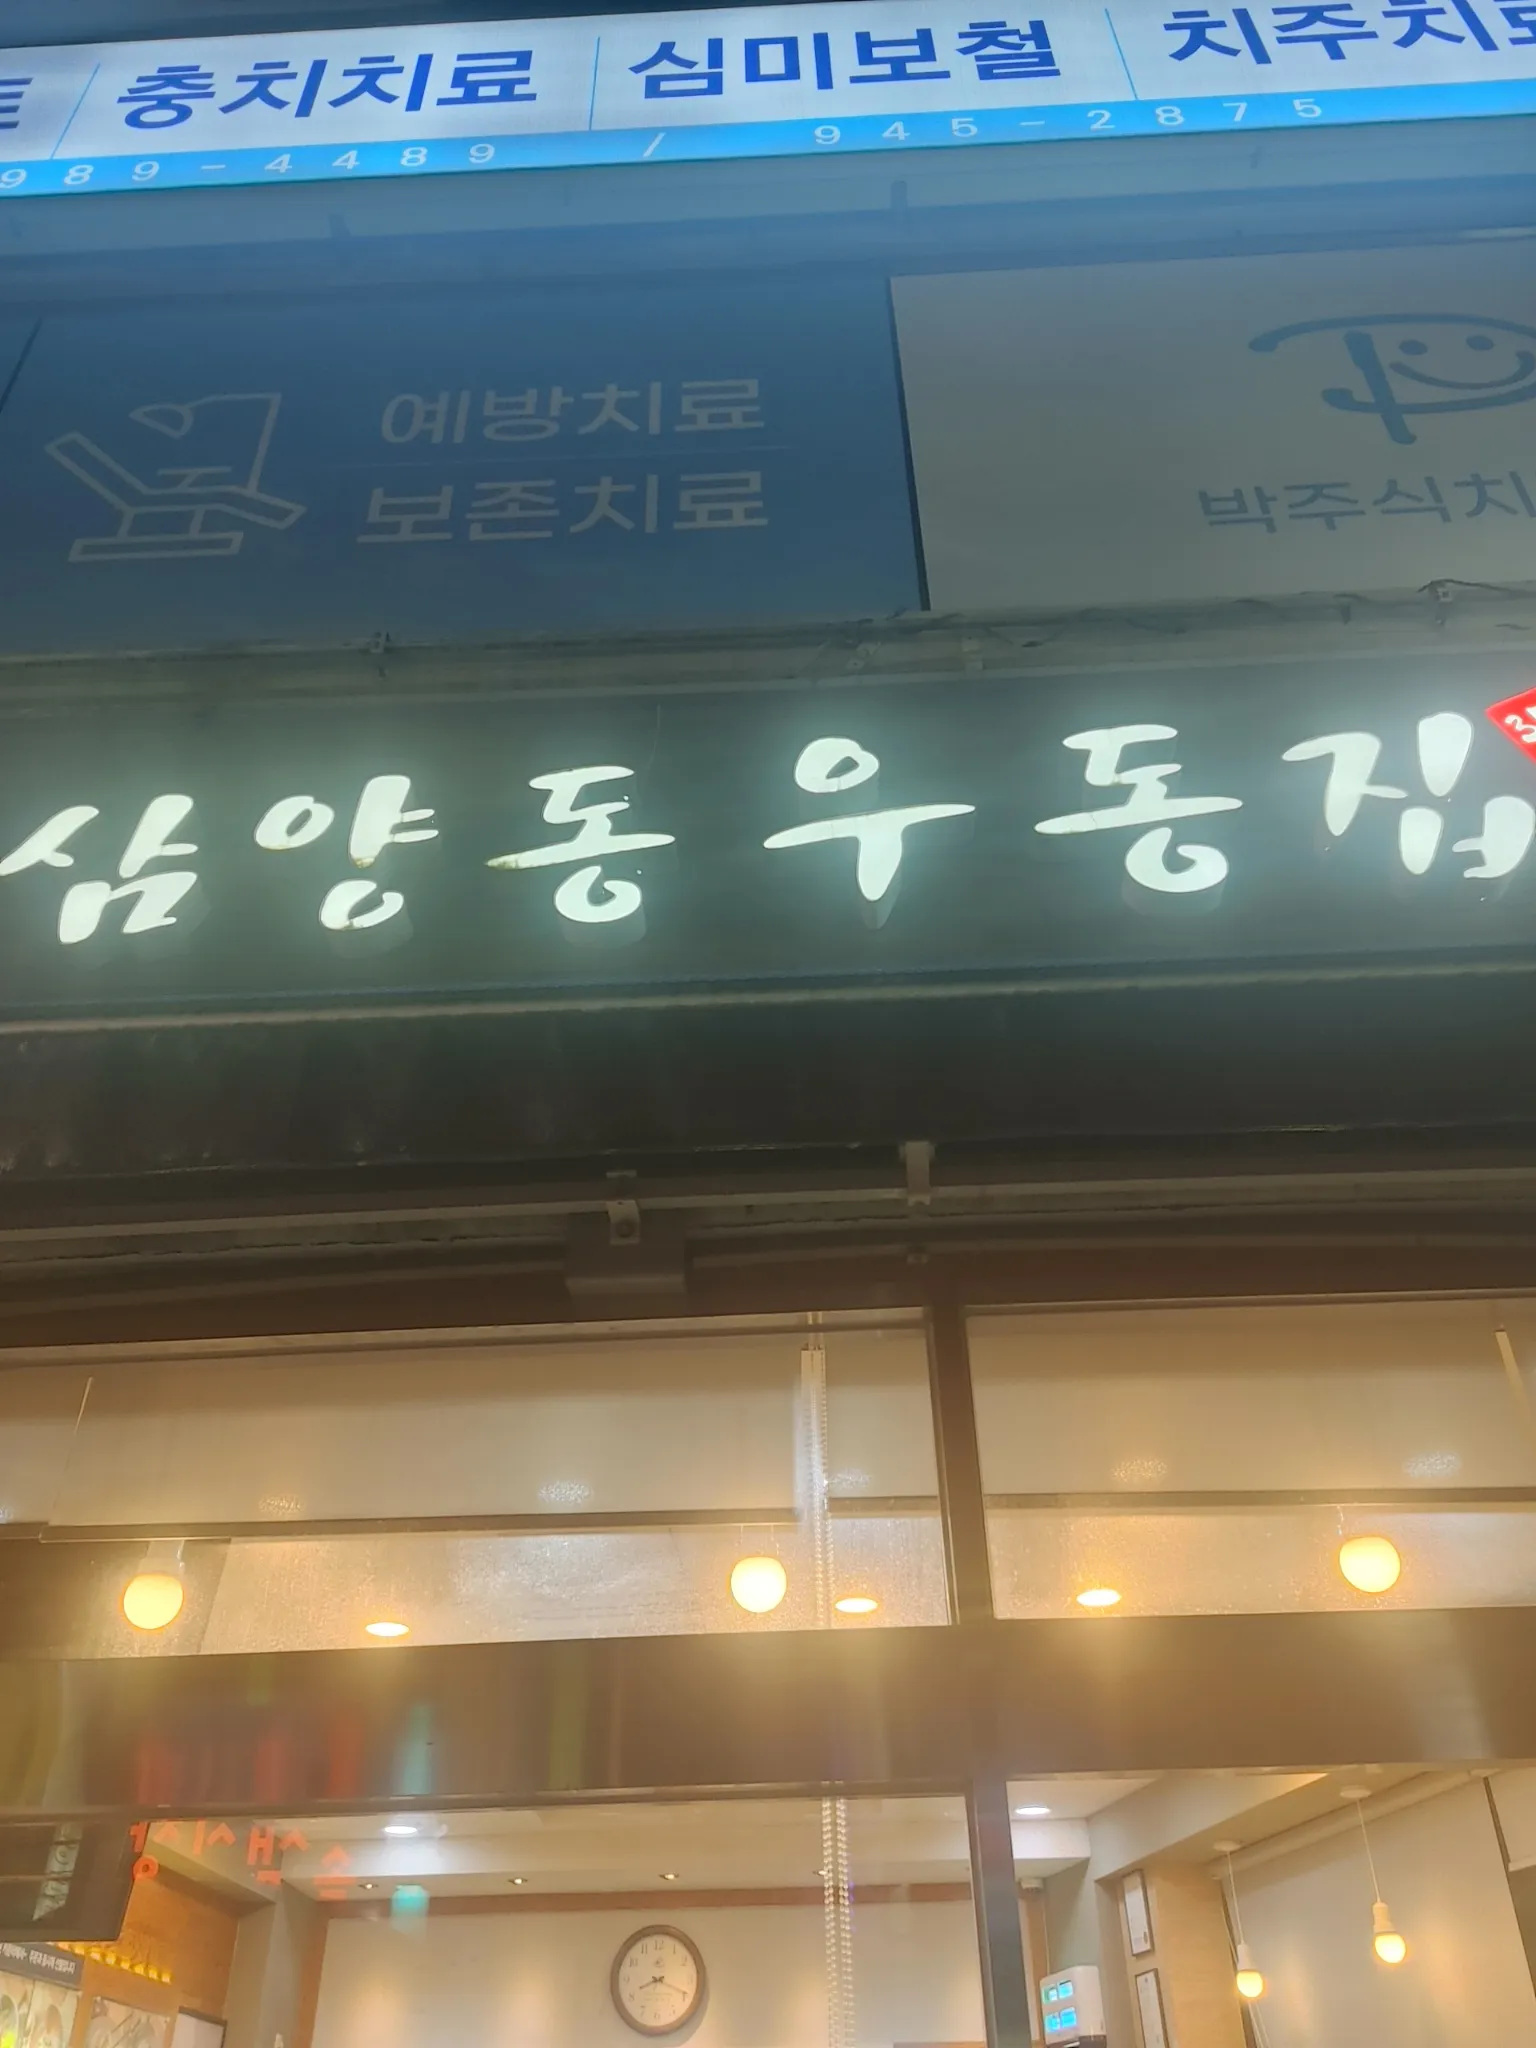 충치치료 심미보철 치주치료
989-4489 / 945-2875
예방치료
보존치료
박주식치
삼양동우동집